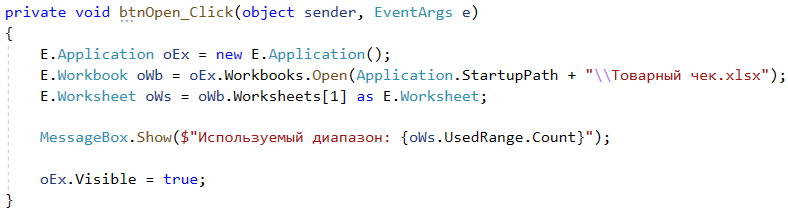 private void btnOpen_Click(object sender, EventArgs e)
{
    E.Application oEx = new E.Application();
    E.Workbook oWb = oEx.Workbooks.Open(Application.StartupPath + "\\Товарный чек.xlsx");
    E.Worksheet oWs = oWb.Worksheets[1] as E.Worksheet;

    MessageBox.Show($"Используемый диапазон: {oWs.UsedRange.Count}");

    oEx.Visible = true;
}